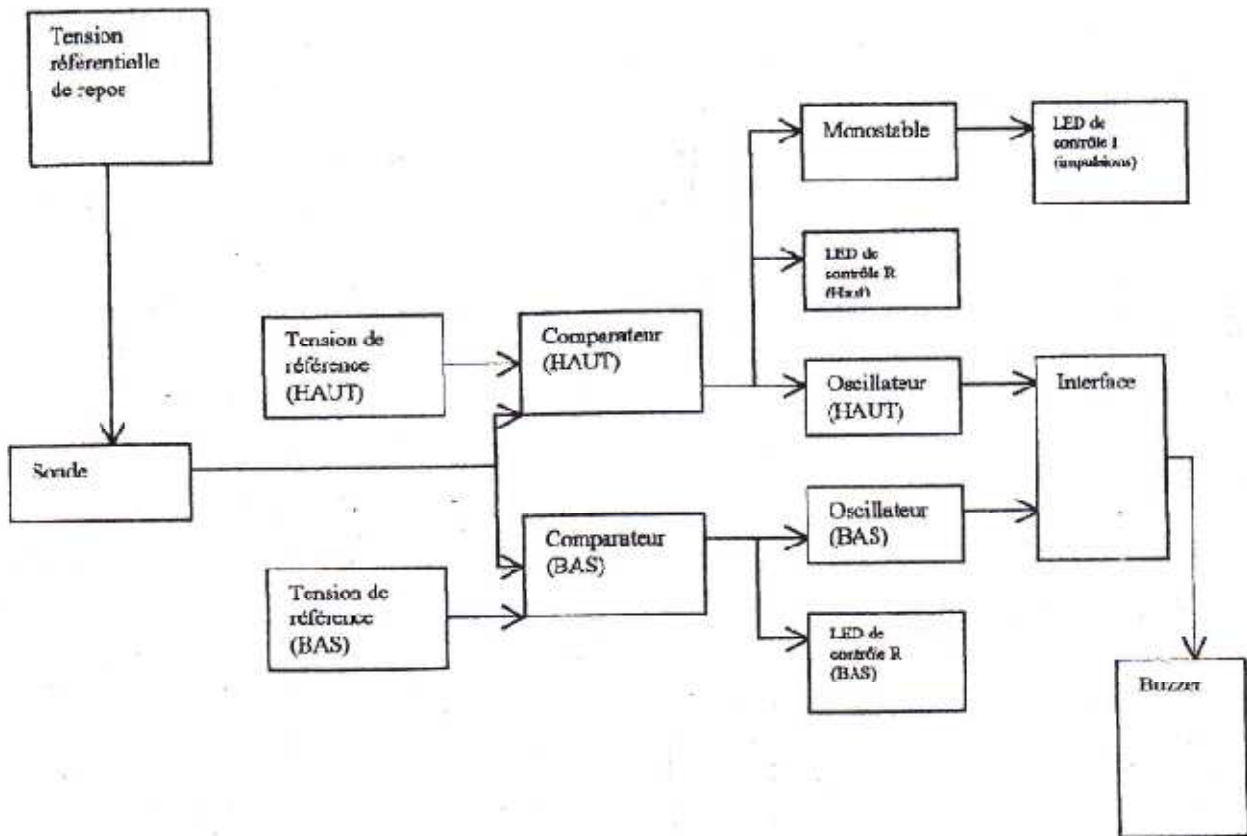 Tension
référentielle
de repos
Monostable
LED de
contrôle I
(impulsions)
LED de
contrôle R
(Haut)
Tension de
référence
(HAUT)
Comparateur
(HAUT)
Oscillateur
(HAUT)
Interface
Sonde
Comparateur
(BAS)
Oscillateur
(BAS)
Tension de
référence
(BAS)
LED de
contrôle R
(BAS)
Buzzer